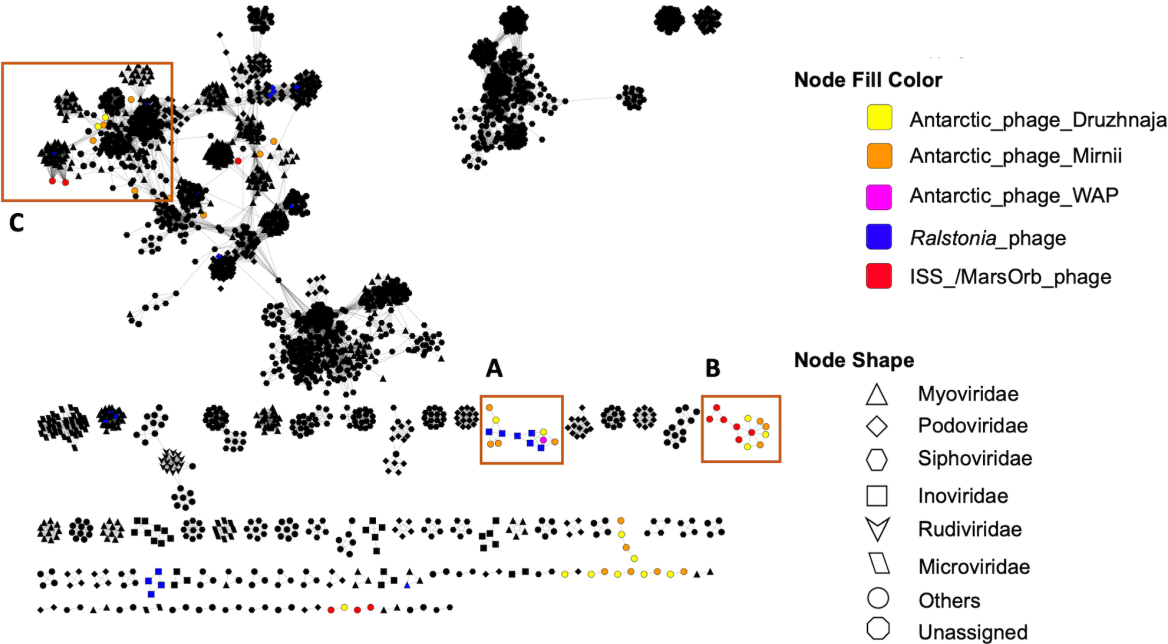 Node Fill Color
Antarctic_phage_Druzhnaja
Antarctic_phage_Mirnii
Antarctic_phage_WAP
Ralstonia_phage
ISS_/MarsOrb_phage
C
A
B
Node Shape
Myoviridae
Podoviridae
Siphoviridae
Inoviridae
Rudiviridae
Microviridae
Others
Unassigned